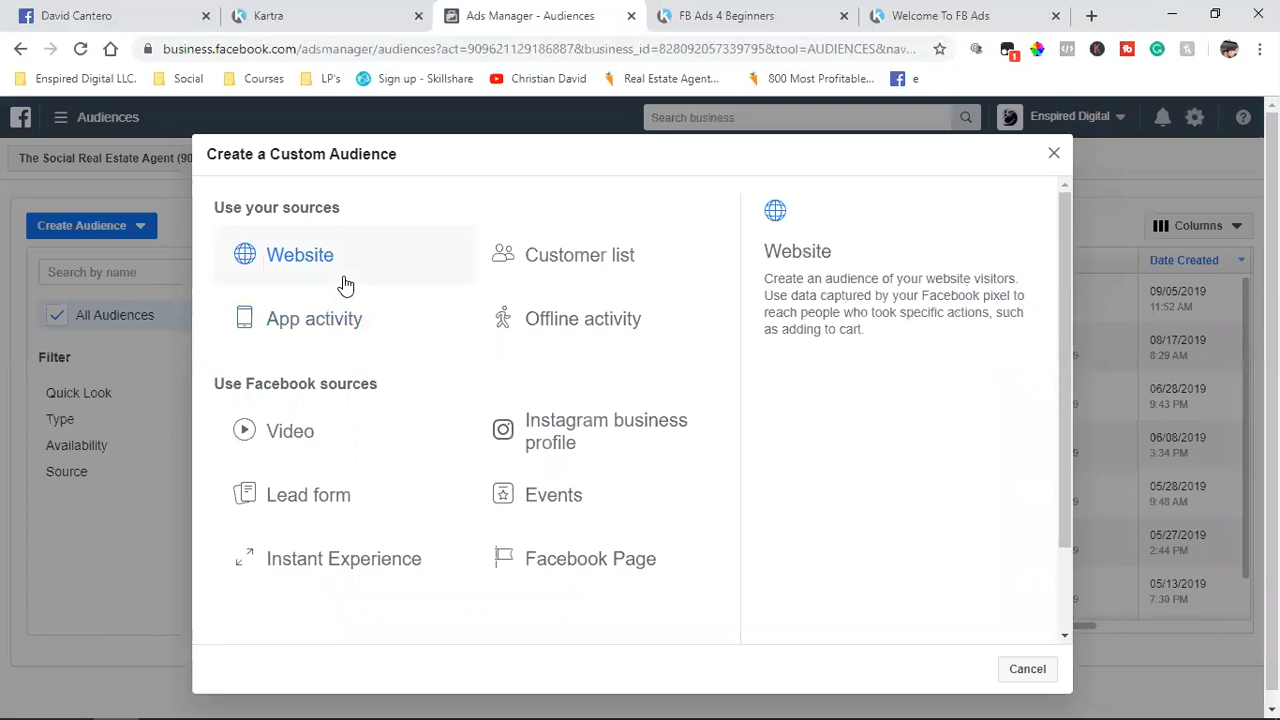 David Cantero
Kartra
Ads Manager - Audiences
FB Ads 4 Beginners
Welcome To FB Ads
business.facebook.com/adsmanager/audiences?act=909621129186887&business_id=828092057339795&tool=AUDIENCES&nav...
1
Enspired Digital LLC.
Social
Courses
LP's
Sign up - Skillshare
Christian David
Real Estate Agent...
800 Most Profitable...
e
Audiences
Search business
Enspired Digital
The Social Real Estate Agent (90
Create a Custom Audience
Create Audience
Columns
Search by name
Date Created
All Audiences
Filter
Quick Look
Type
Availability
Source
Use your sources
Website
Customer list
App activity
Offline activity
Use Facebook sources
Video
Instagram business
profile
Lead form
Events
Instant Experience
Facebook Page
Website
Create an audience of your website visitors.
Use data captured by your Facebook pixel to
reach people who took specific actions, such
as adding to cart.
09/05/2019
11:52 AM
08/17/2019
8:29 AM
06/28/2019
9:43 PM
06/08/2019
3:34 PM
05/28/2019
9:48 AM
05/27/2019
2:44 PM
05/13/2019
7:30 PM
Cancel